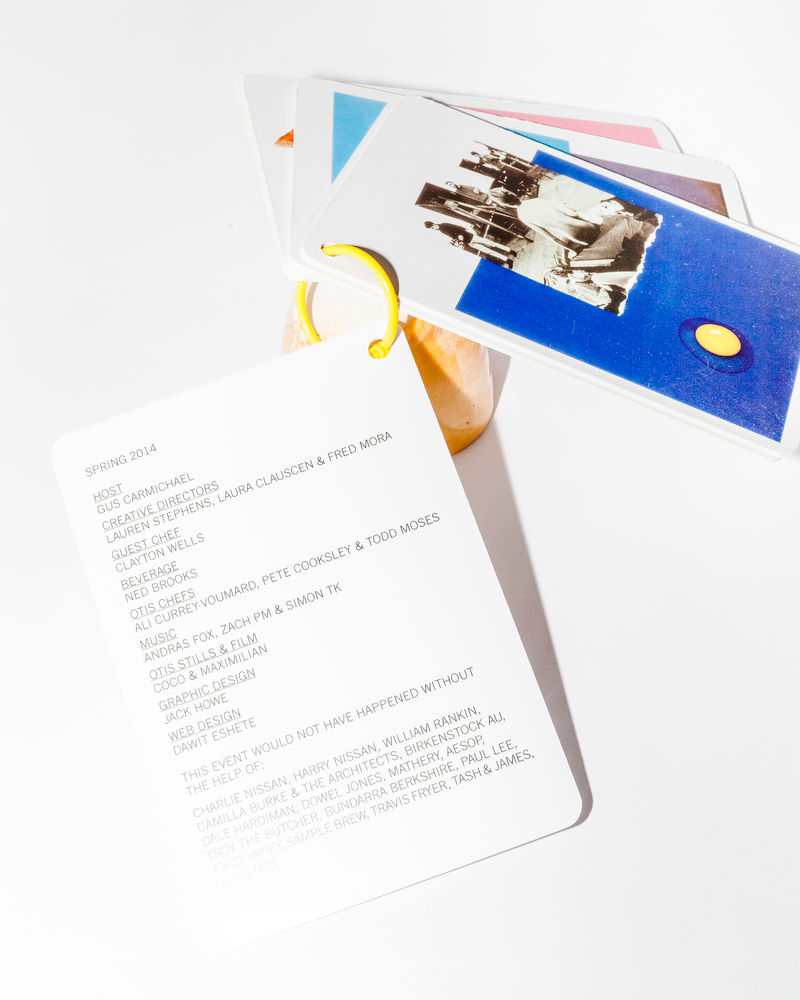 SPRING 2014
HOST
GUS CARMICHAEL
CREATIVE DIRECTORS
LAUREN STEPHENS, LAURA CLAUSCEN & FRED MORA
GUEST CHEF
CLAYTON WELLS
BEVERAGE
NED BROOKS
OTIS CHEFS
ALI CURREY-VOUMARD, PETE COOKSLEY & TODD MOSES
MUSIC
ANDRAS FOX, ZACH PM & SIMON TK
OTIS STILLS & FILM
COCO & MAXIMILIAN
GRAPHIC DESIGN
JACK HOWE
WEB DESIGN
DAWIT ESHETE
THIS EVENT WOULD NOT HAVE HAPPENED WITHOUT
THE HELP OF:
CHARLIE NISSAN, HARRY NISSAN, WILLIAM RANKIN,
CAMILLA BURKE & THE ARCHITECTS, BIRKENSTOCK AU,
DALE HARDIMAN, DOWEL JONES, MATHERY, AESOP,
TROY THE BUTCHER, BUNDARRA BERKSHIRE, PAUL LEE,
JOE DOWNEY, SAMPLE BREW, TRAVIS FRYER, TASH & JAMES,